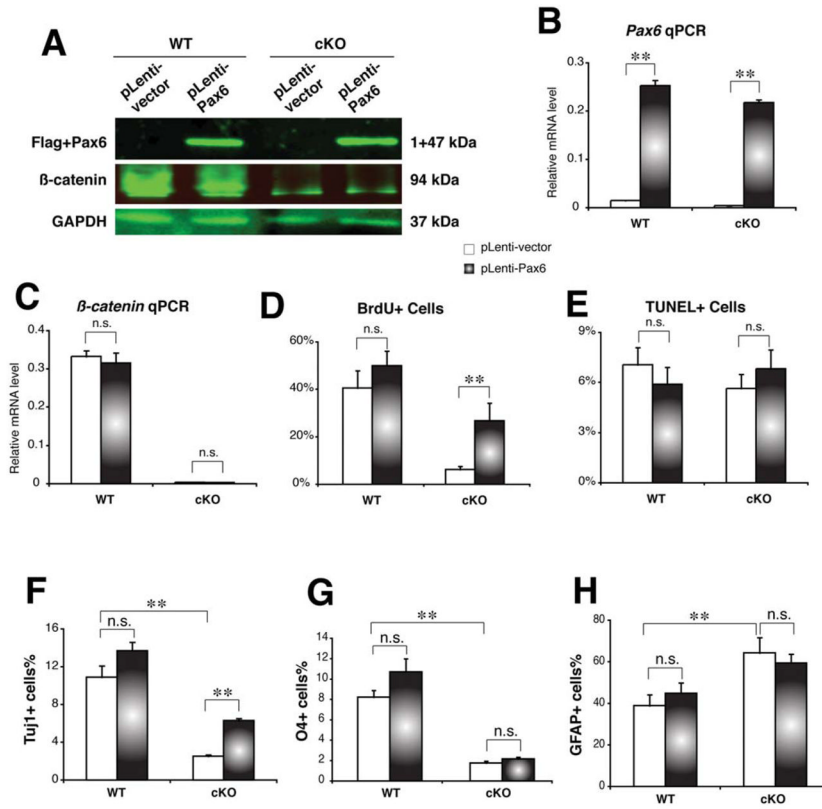 A
WT
cKO
pLenti-
vector
pLenti-
Pax6
pLenti-
vector
pLenti-
Pax6
Flag+Pax6
1+47 kDa
ß-catenin
94 kDa
GAPDH
37 kDa
B
Pax6 qPCR
Relative mRNA level
0.3
0.2
0.1
0
**
**
WT
cKO
pLenti-vector
pLenti-Pax6
C
ß-catenin qPCR
Relative mRNA level
0.4
0.3
0.2
0.1
0
n.s.
n.s.
WT
cKO
D
BrdU+ Cells
60%
40%
20%
0%
n.s.
**
WT
cKO
E
TUNEL+ Cells
9%
6%
3%
0%
n.s.
n.s.
WT
cKO
F
Tuj1+ cells%
16
12
8
4
0
**
n.s.
**
WT
cKO
G
O4+ cells%
14
12
10
8
6
4
2
0
**
n.s.
n.s.
WT
cKO
H
GFAP+ cells%
80
60
40
20
0
**
n.s.
n.s.
WT
cKO